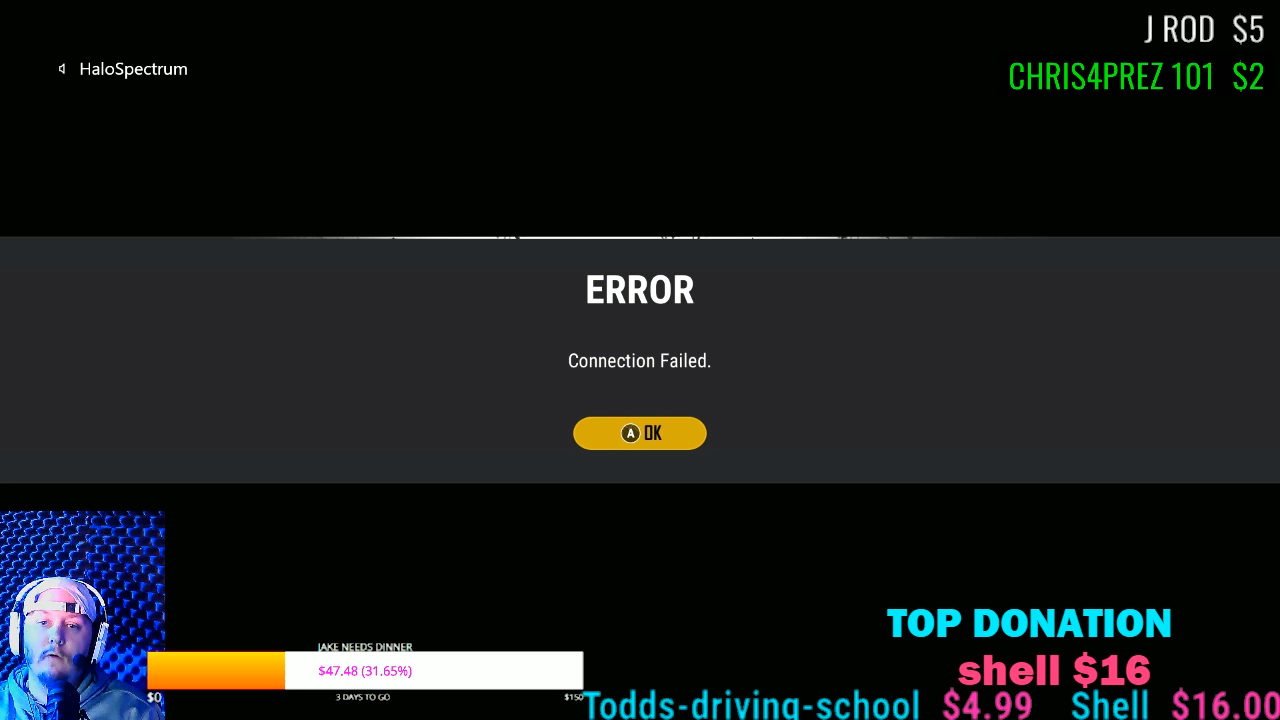 J ROD $5
HaloSpectrum
CHRIS4PREZ 101 $2
ERROR
Connection Failed.
A OK
TOP DONATION
shell $16
JAKE NEEDS DINNER
$47.48 (31.65%)
$0 3 DAYS TO GO $150
Todds-driving-school $4.99 Shell $16.00